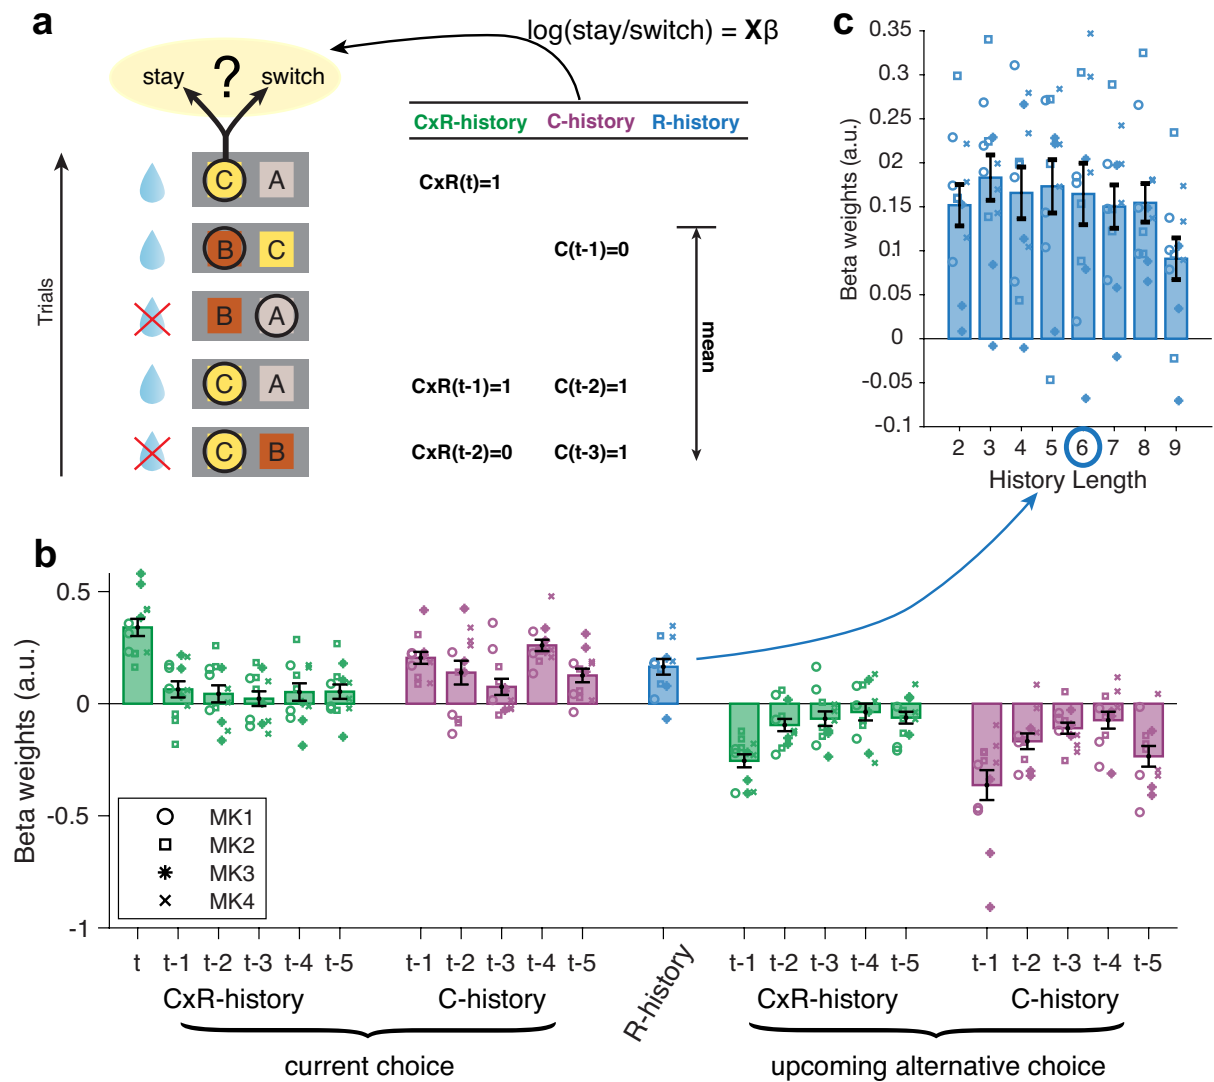 a
log(stay/switch) = Xβ
stay ? switch
CxR-history C-history R-history
C A
CxR(t)=1
B C
C(t-1)=0
B A
C A
CxR(t-1)=1 C(t-2)=1
C B
CxR(t-2)=0 C(t-3)=1
mean
Trials
c
0.35
0.3
0.25
0.2
0.15
0.1
0.05
0
-0.05
-0.1
Beta weights (a.u.)
2 3 4 5 6 7 8 9
History Length
b
0.5
0
-0.5
-1
Beta weights (a.u.)
MK1
MK2
MK3
MK4
t t-1 t-2 t-3 t-4 t-5 t-1 t-2 t-3 t-4 t-5 R-history t-1 t-2 t-3 t-4 t-5 t-1 t-2 t-3 t-4 t-5
CxR-history C-history CxR-history C-history
current choice upcoming alternative choice